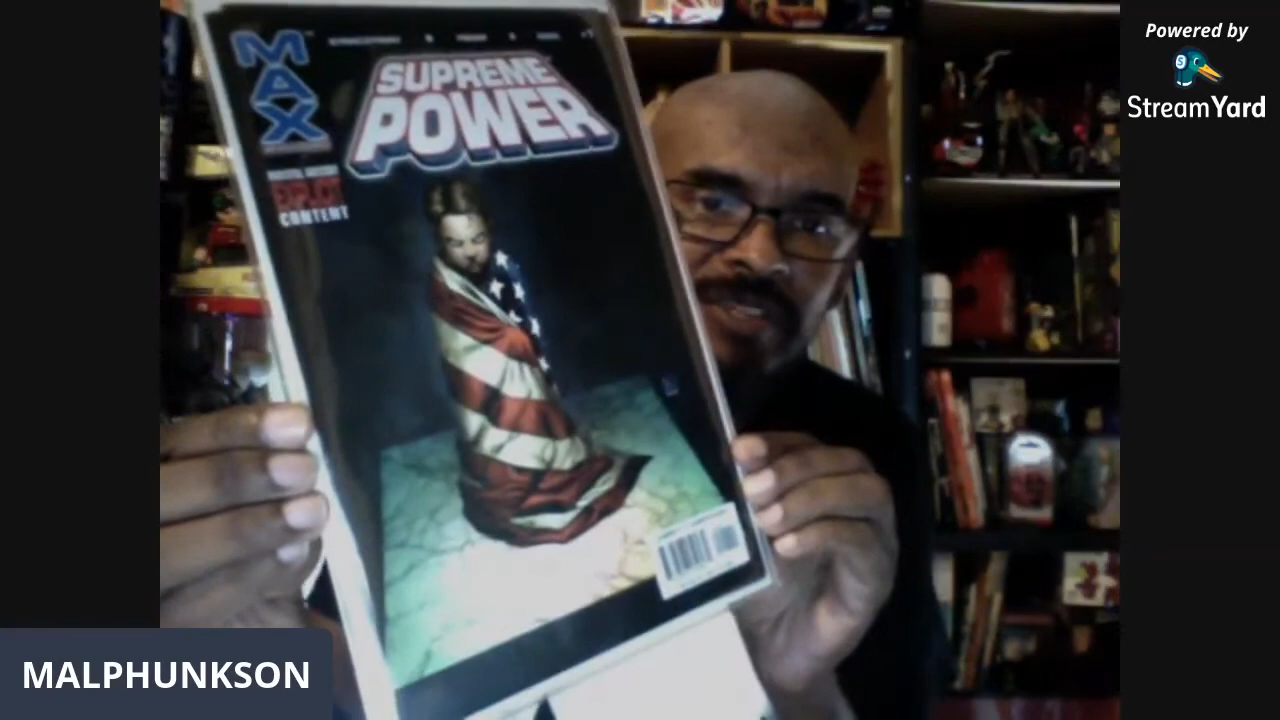 Powered by
StreamYard
MAX
SUPREME
POWER
EXPLICIT
CONTENT
MALPHUNKSON